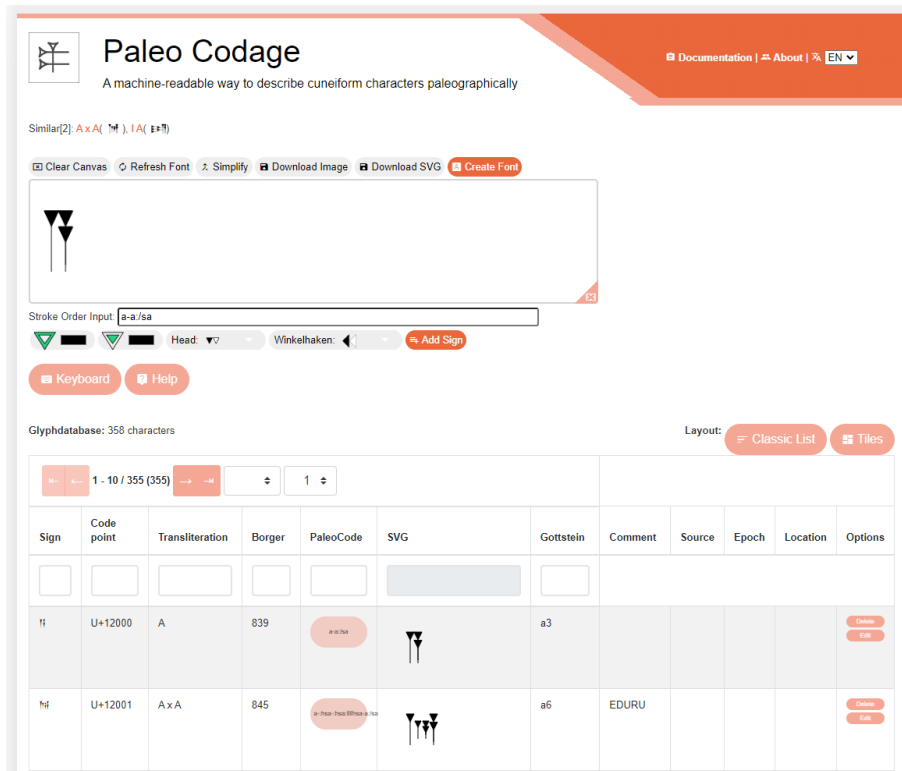 Paleo Codage
A machine-readable way to describe cuneiform characters paleographically
Documentation | About | EN
Similar[2]: A x A( ), I A( )
Clear Canvas Refresh Font Simplify Download Image Download SVG Create Font
Stroke Order Input: a-a:/sa
Head: Winkelhaken: Add Sign
Keyboard Help
Glyphdatabase: 358 characters Layout: Classic List Tiles
1 - 10 / 355 (355) 1
Sign Code point Transliteration Borger PaleoCode SVG Gottstein Comment Source Epoch Location Options
U+12000 A 839 a-a:/sa a3 Delete
Edit
U+12001 A x A 845 a6 EDURU Delete
Edit